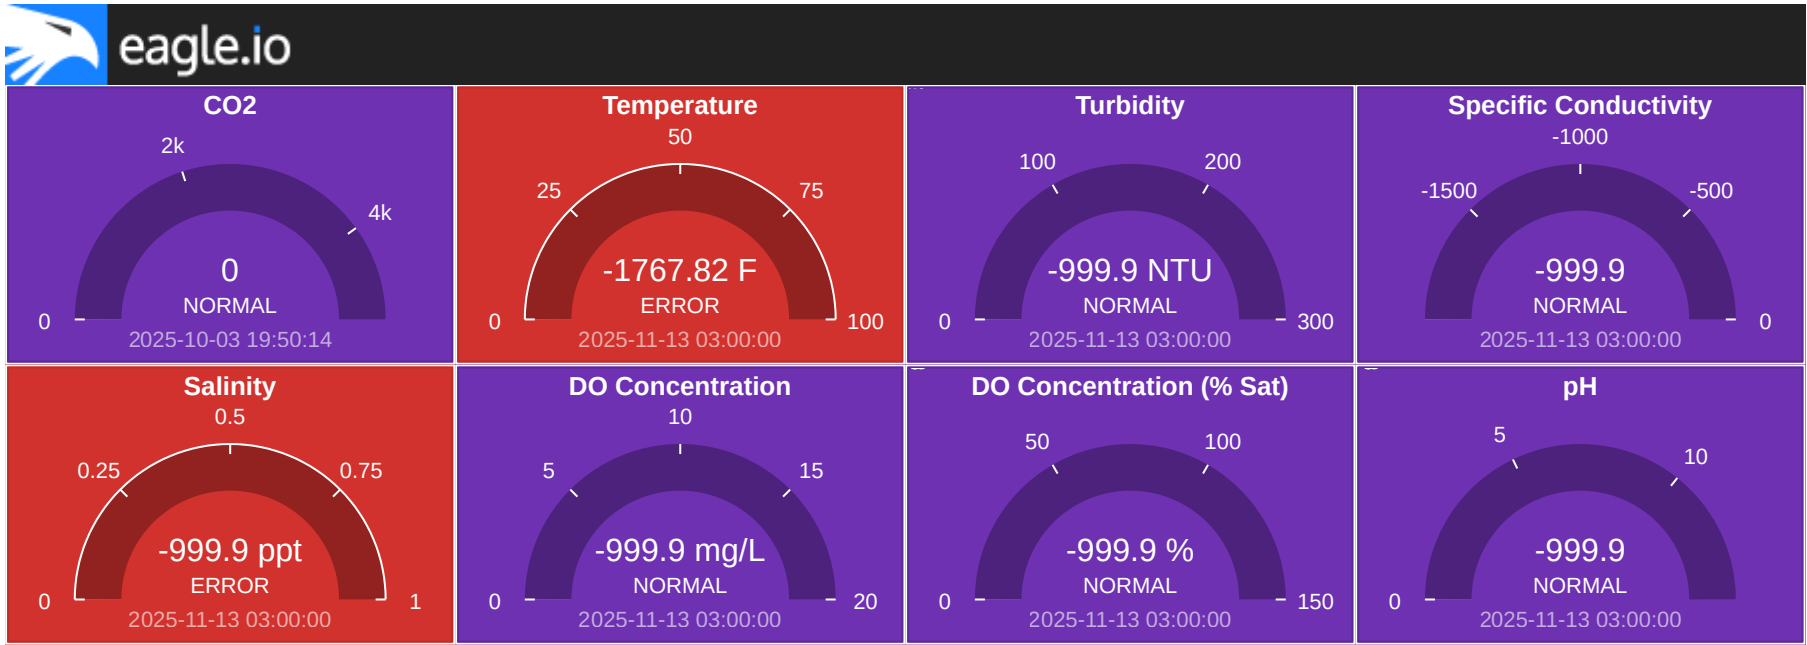 eagle.io
CO2
2k
4k
0
NORMAL
0
2025-10-03 19:50:14
Temperature
50
25
75
-1767.82 F
ERROR
0
100
2025-11-13 03:00:00
Turbidity
100
200
-999.9 NTU
NORMAL
0
300
2025-11-13 03:00:00
Specific Conductivity
-1000
-1500
-500
-999.9
NORMAL
0
2025-11-13 03:00:00
Salinity
0.5
0.25
0.75
-999.9 ppt
ERROR
0
1
2025-11-13 03:00:00
DO Concentration
10
5
15
-999.9 mg/L
NORMAL
0
20
2025-11-13 03:00:00
DO Concentration (% Sat)
50
100
-999.9 %
NORMAL
0
150
2025-11-13 03:00:00
pH
5
10
-999.9
NORMAL
0
2025-11-13 03:00:00